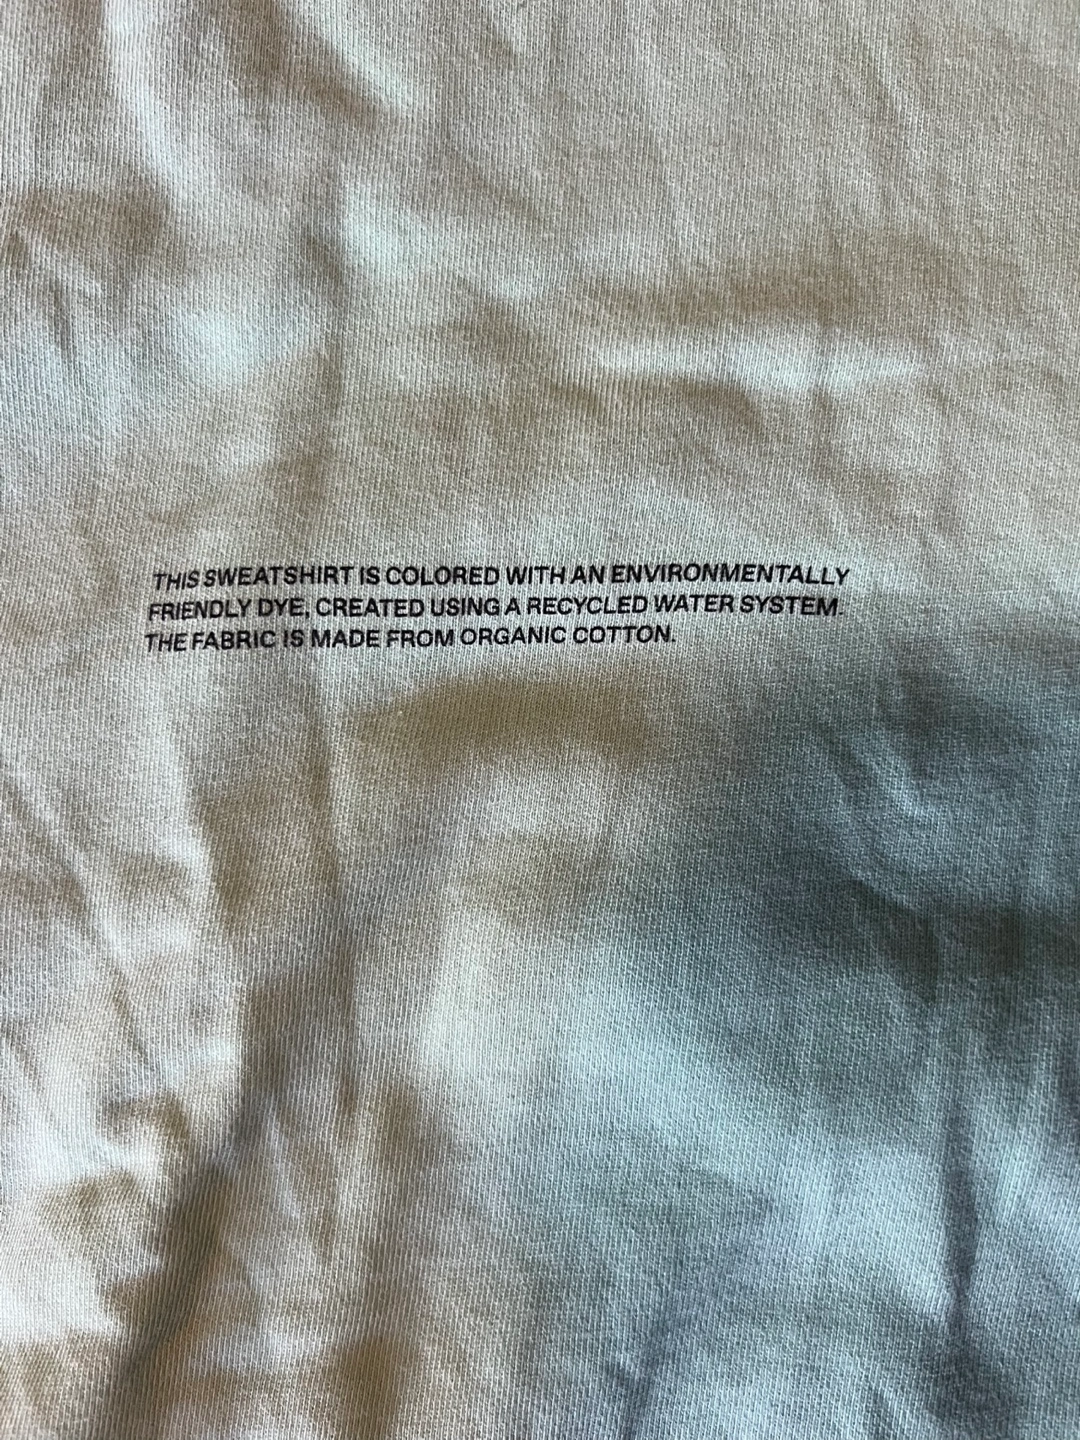 THIS SWEATSHIRT IS COLORED WITH AN ENVIRONMENTALLY
FRIENDLY DYE, CREATED USING A RECYCLED WATER SYSTEM.
THE FABRIC IS MADE FROM ORGANIC COTTON.